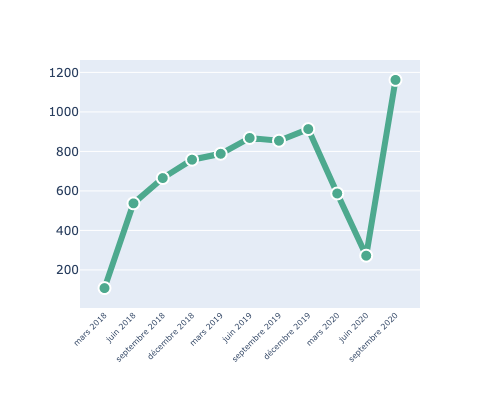 1200
1000
800
600
400
200
mars 2018
juin 2018
septembre 2018
décembre 2018
mars 2019
juin 2019
septembre 2019
décembre 2019
mars 2020
juin 2020
septembre 2020